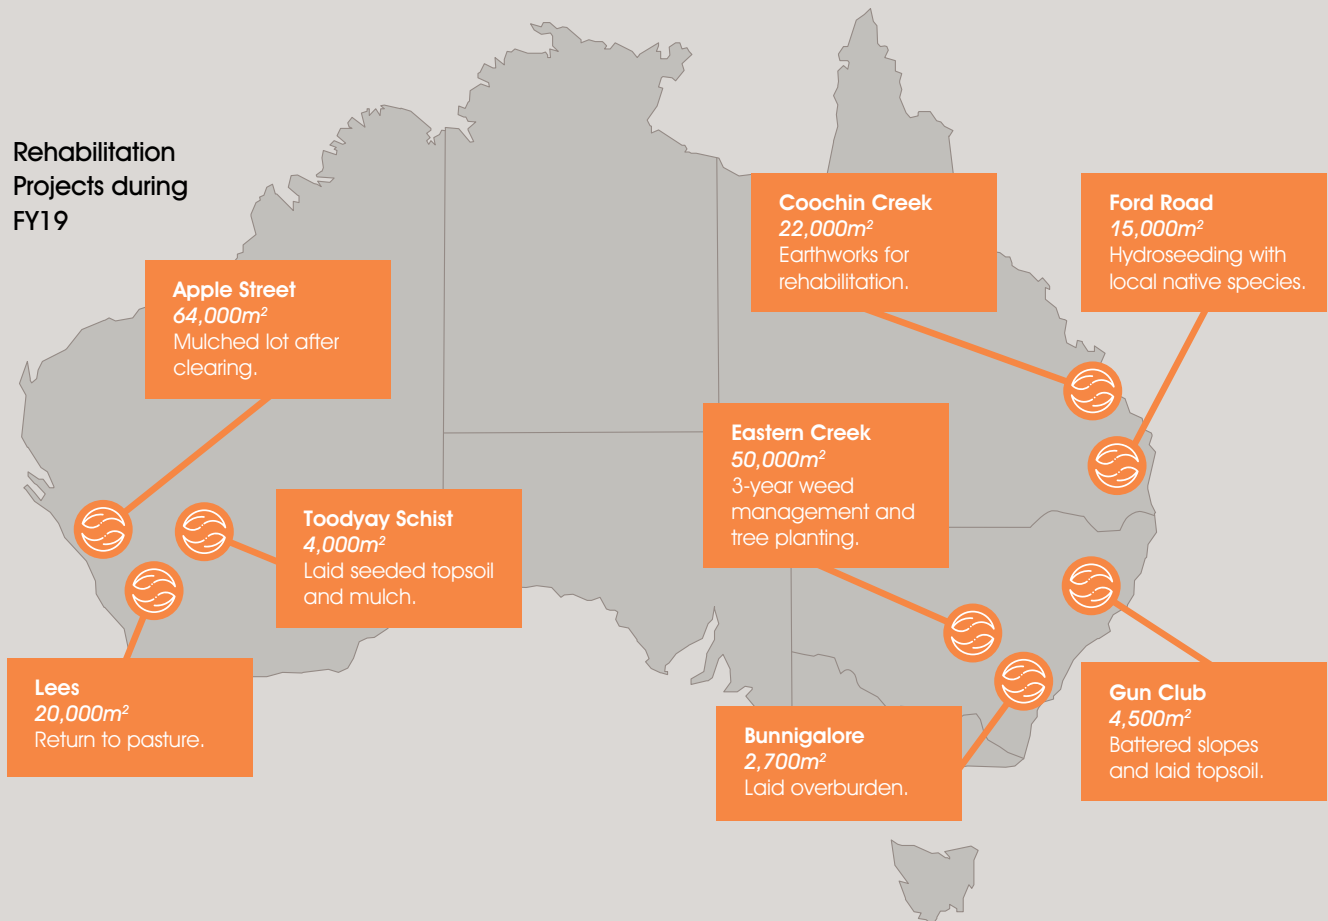 Rehabilitation
Projects during
FY19
Apple Street
64,000m²
Mulched lot after
clearing.
Toodyay Schist
4,000m²
Laid seeded topsoil
and mulch.
Lees
20,000m²
Return to pasture.
Coochin Creek
22,000m²
Earthworks for
rehabilitation.
Ford Road
15,000m²
Hydroseeding with
local native species.
Eastern Creek
50,000m²
3-year weed
management and
tree planting.
Bunnigalore
2,700m²
Laid overburden.
Gun Club
4,500m²
Battered slopes
and laid topsoil.